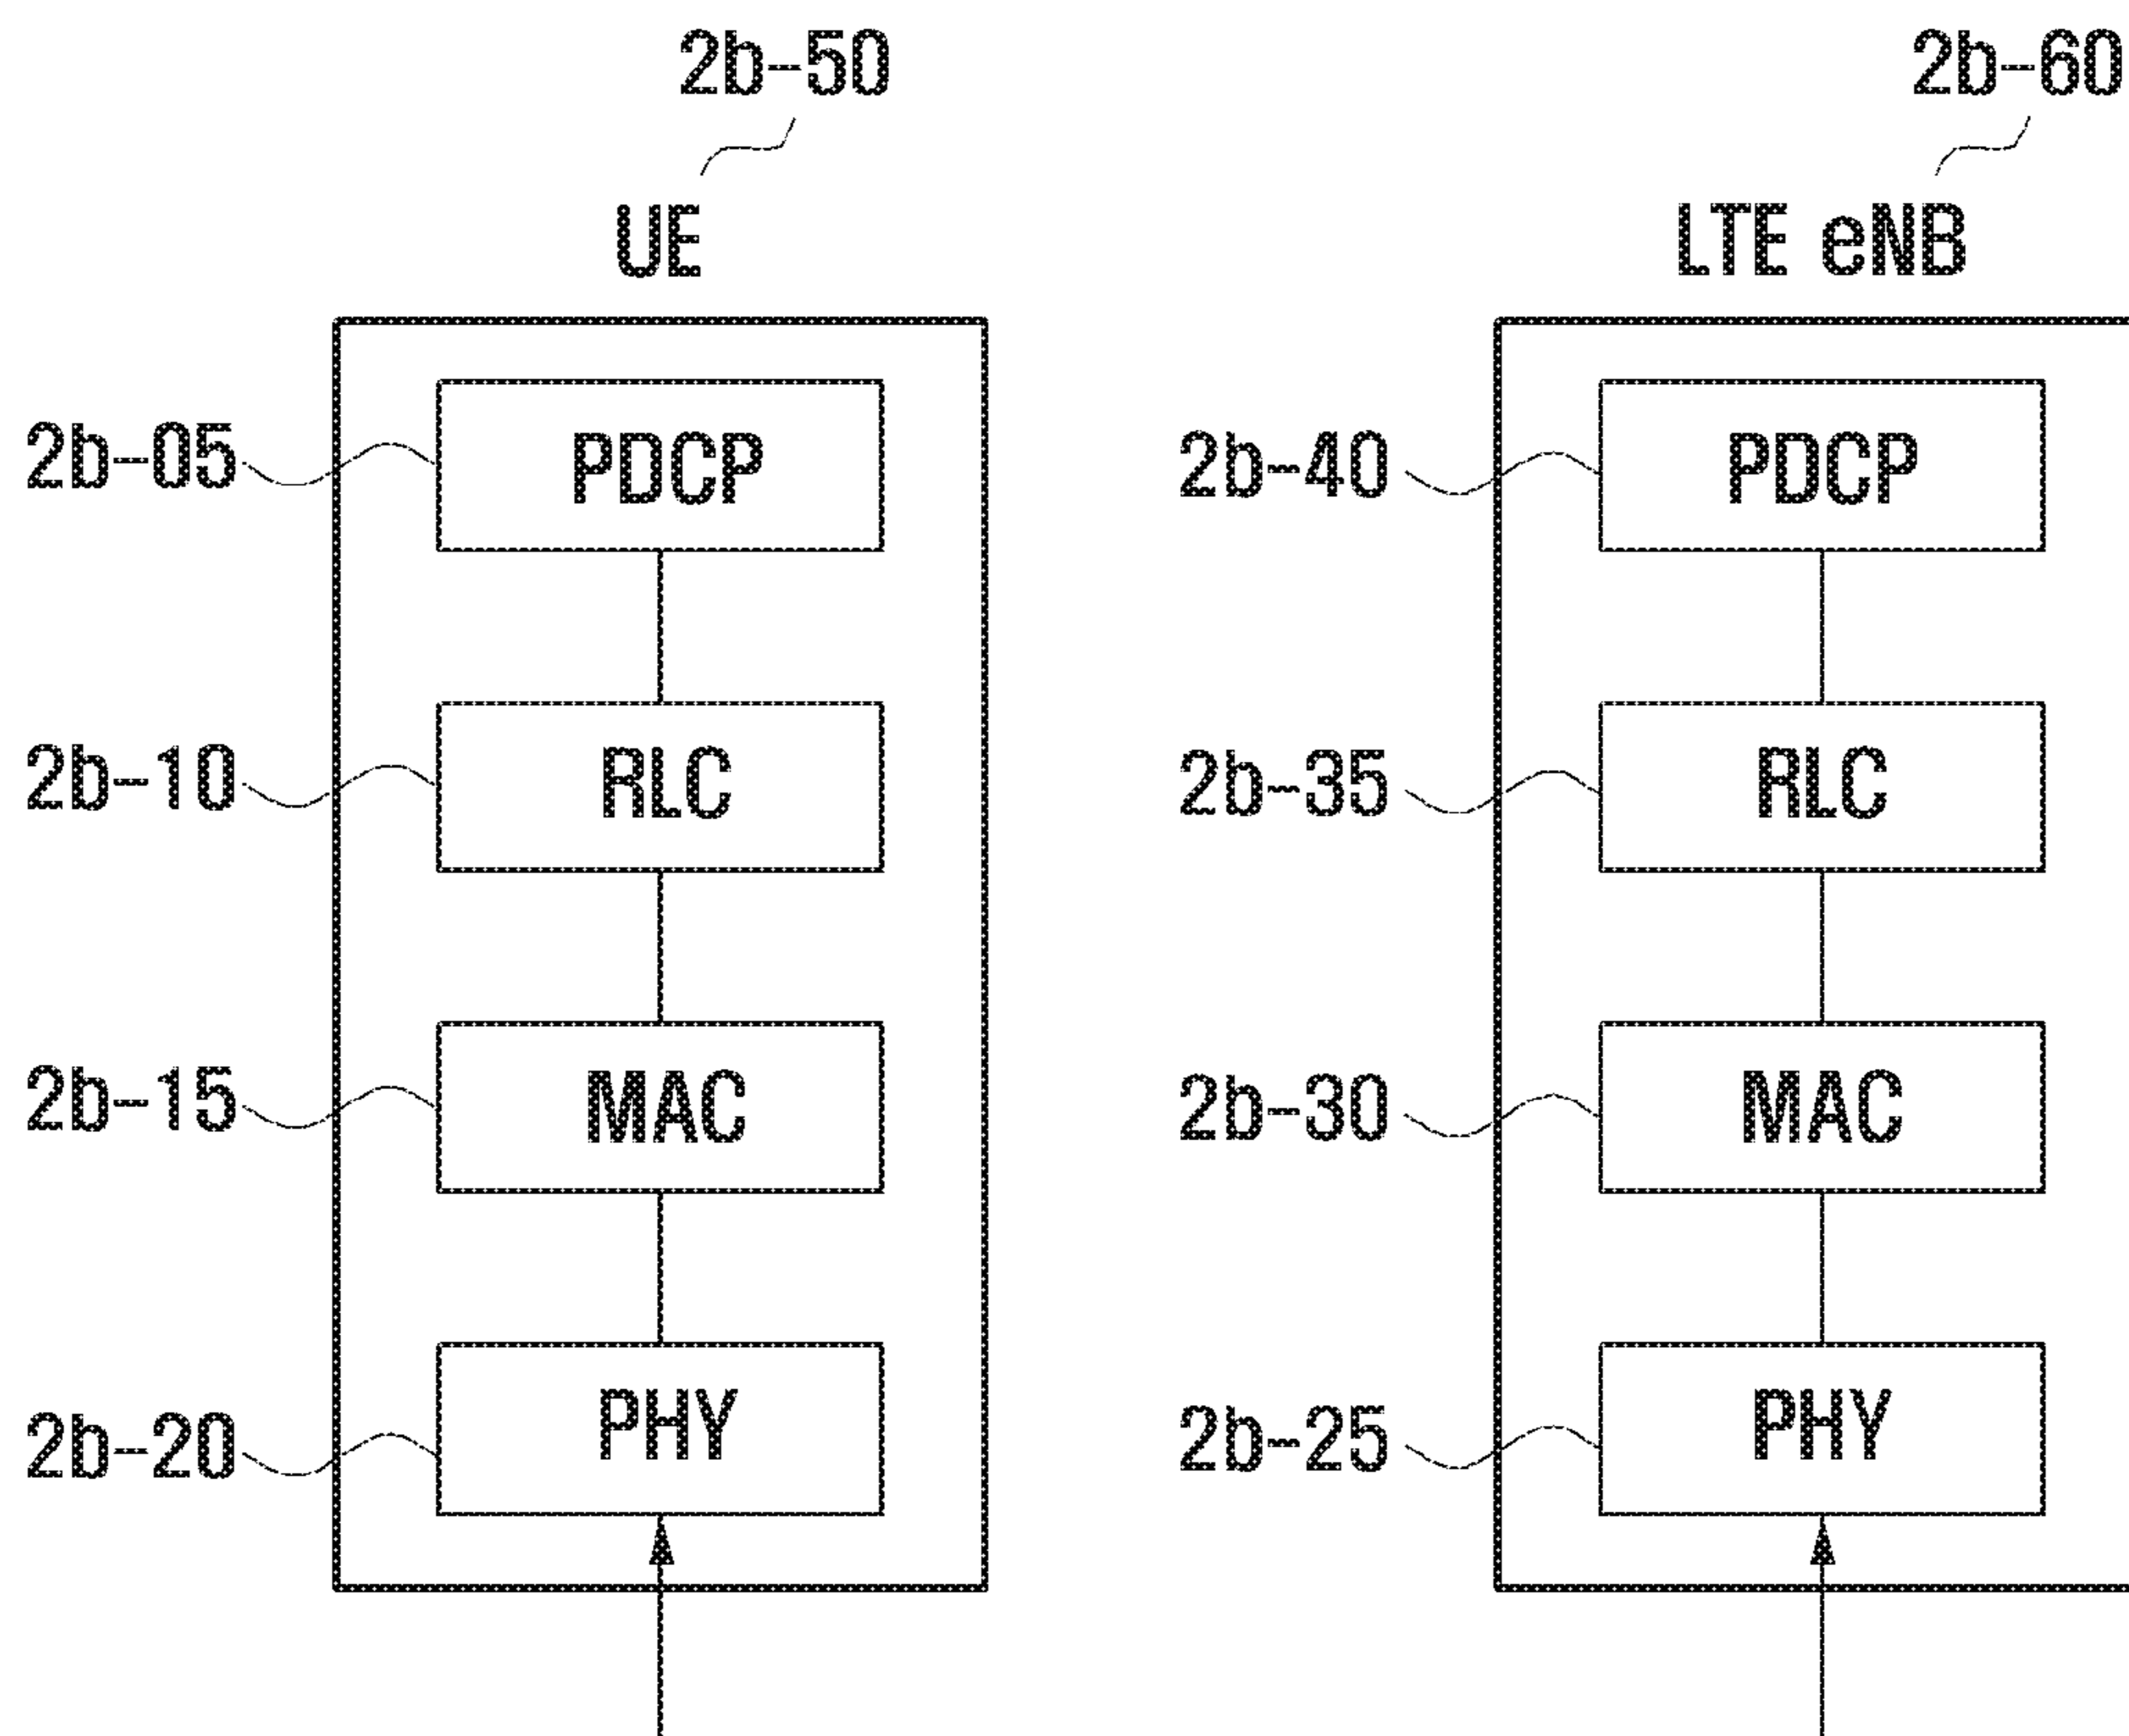 2b-50 2b-60
UE LTE eNB
2b-05 PDCP 2b-40 PDCP
2b-10 RLC 2b-35 RLC
2b-15 MAC 2b-30 MAC
2b-20 PHY 2b-25 PHY